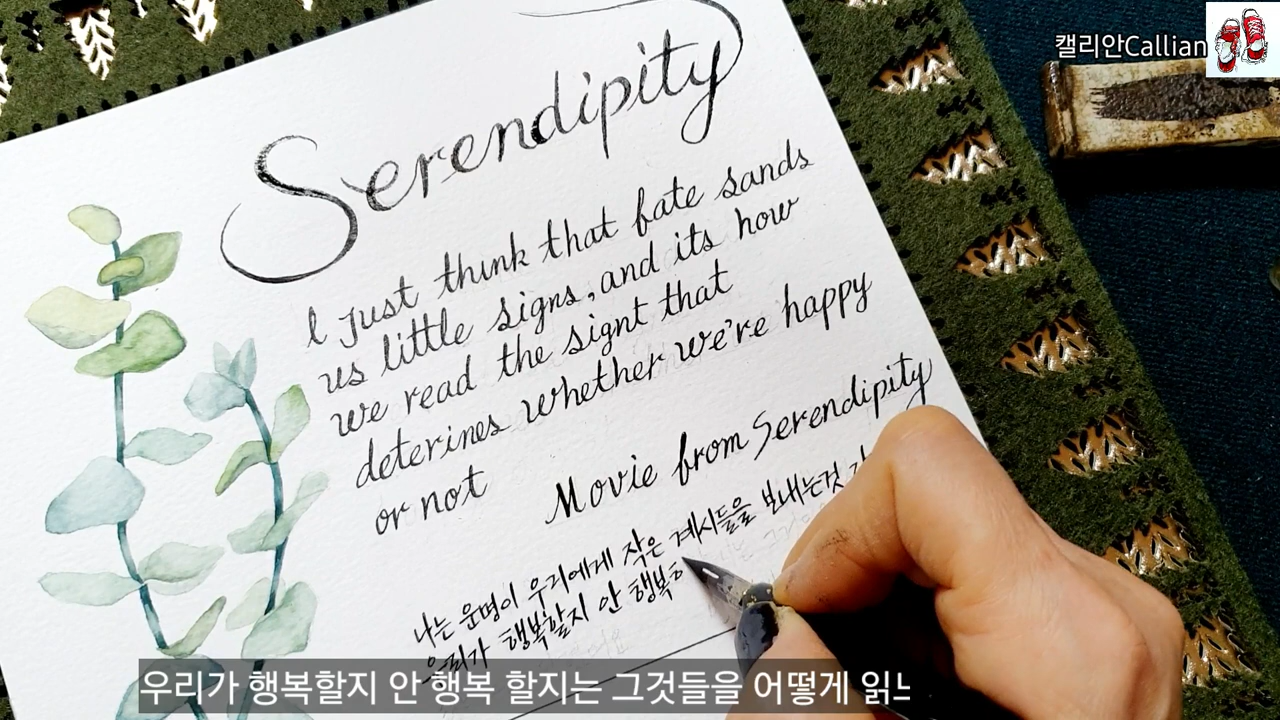 캘리안Callian
Serendipity
I just think that fate sands
us little signs, and its how
we read the signt that
deterines whether we're happy
or not
Movie from Serendipity
나는 운명이 우리에게 작은 계시들을 보내는것
우리가 행복할지 안 행복ㅎ
우리가 행복할지 안 행복 할지는 그것들을 어떻게 읽느